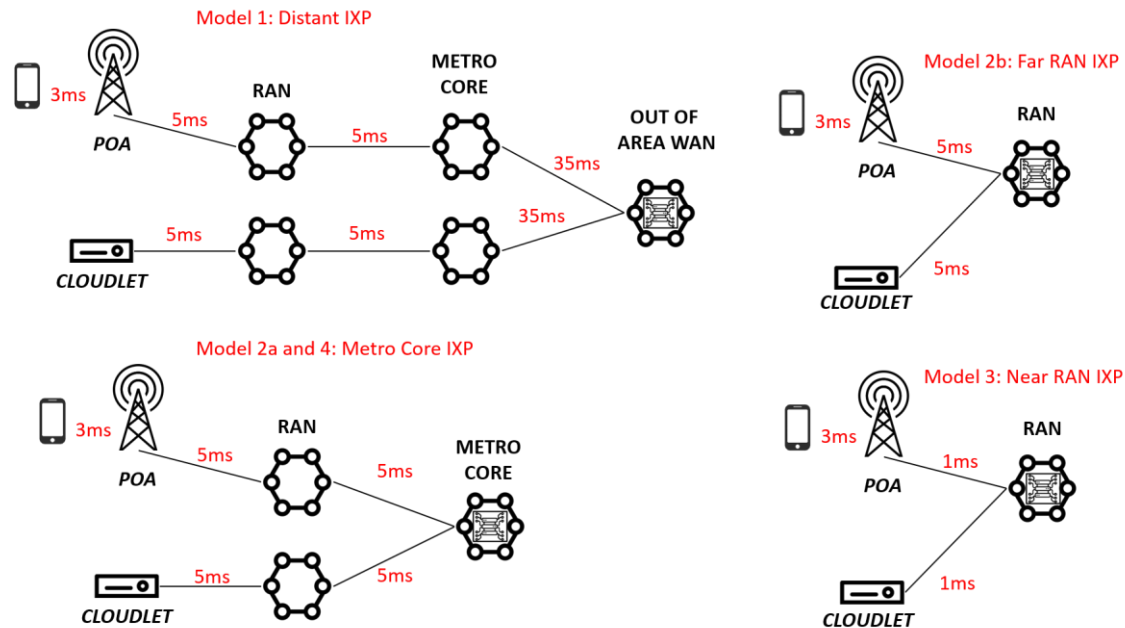 Model 1: Distant IXP
3ms
POA
5ms
RAN
5ms
METRO
CORE
35ms
OUT OF
AREA WAN
CLOUDLET
5ms
5ms
35ms
Model 2b: Far RAN IXP
3ms
POA
5ms
RAN
5ms
CLOUDLET
Model 2a and 4: Metro Core IXP
3ms
POA
5ms
RAN
5ms
METRO
CORE
CLOUDLET
5ms
5ms
Model 3: Near RAN IXP
3ms
POA
1ms
RAN
1ms
CLOUDLET